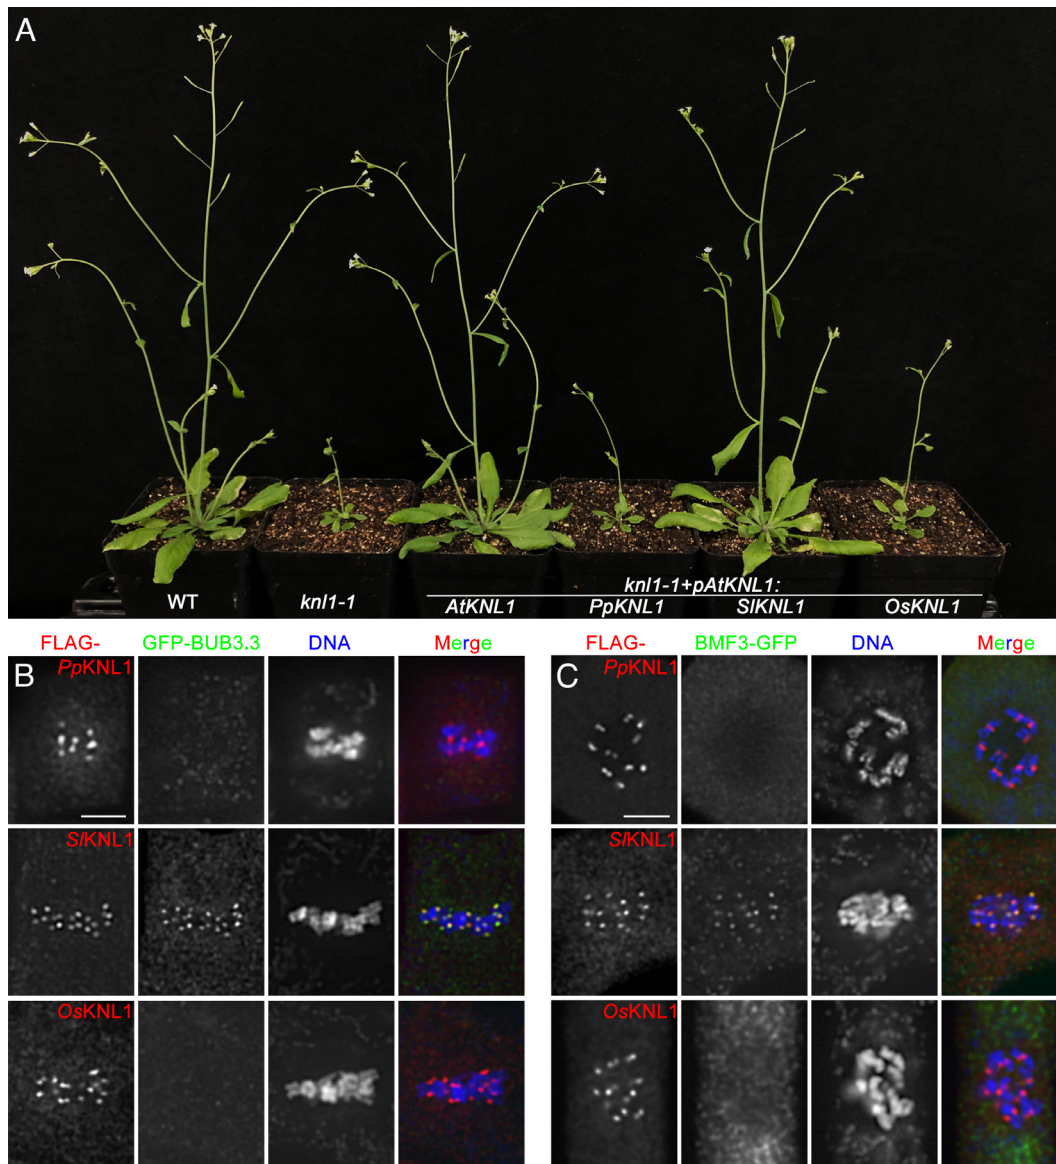 A
knl1-1+pAtKNL1:
WT knl1-1 AtKNL1 PpKNL1 SlKNL1 OsKNL1
FLAG- GFP-BUB3.3 DNA Merge
B PpKNL1
SlKNL1
OsKNL1
FLAG- BMF3-GFP DNA Merge
C PpKNL1
SlKNL1
OsKNL1